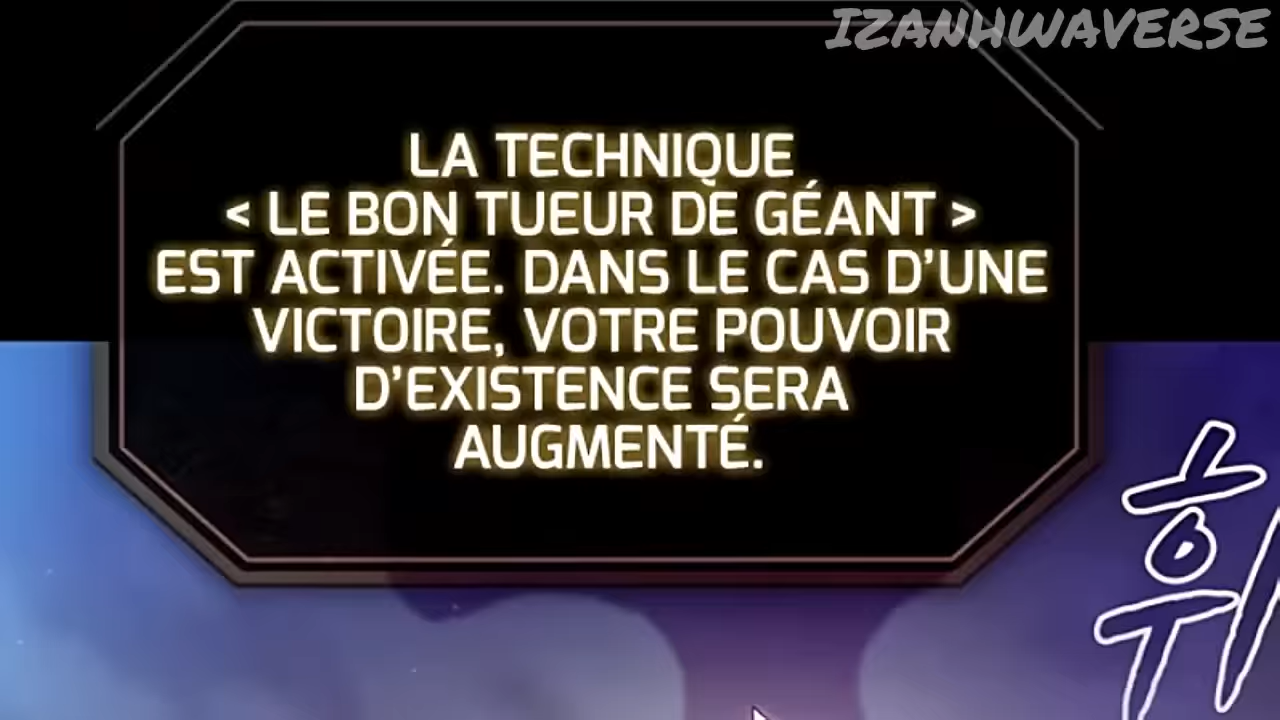 IZANHWAVERSE
LA TECHNIQUE
< LE BON TUEUR DE GÉANT >
EST ACTIVÉE. DANS LE CAS D’UNE
VICTOIRE, VOTRE POUVOIR
D’EXISTENCE SERA
AUGMENTÉ.
휘